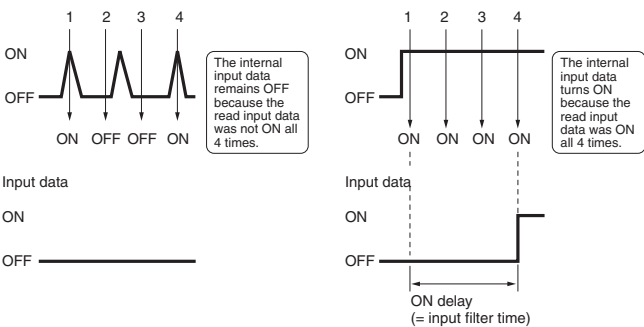 1 2 3 4
ON
OFF
ON OFF OFF ON
The internal
input data
remains OFF
because the
read input data
was not ON all
4 times.
Input data
ON
OFF
1 2 3 4
ON
OFF
ON ON ON ON
The internal
input data
turns ON
because the
read input
data was ON
all 4 times.
Input data
ON
OFF
ON delay
(= input filter time)